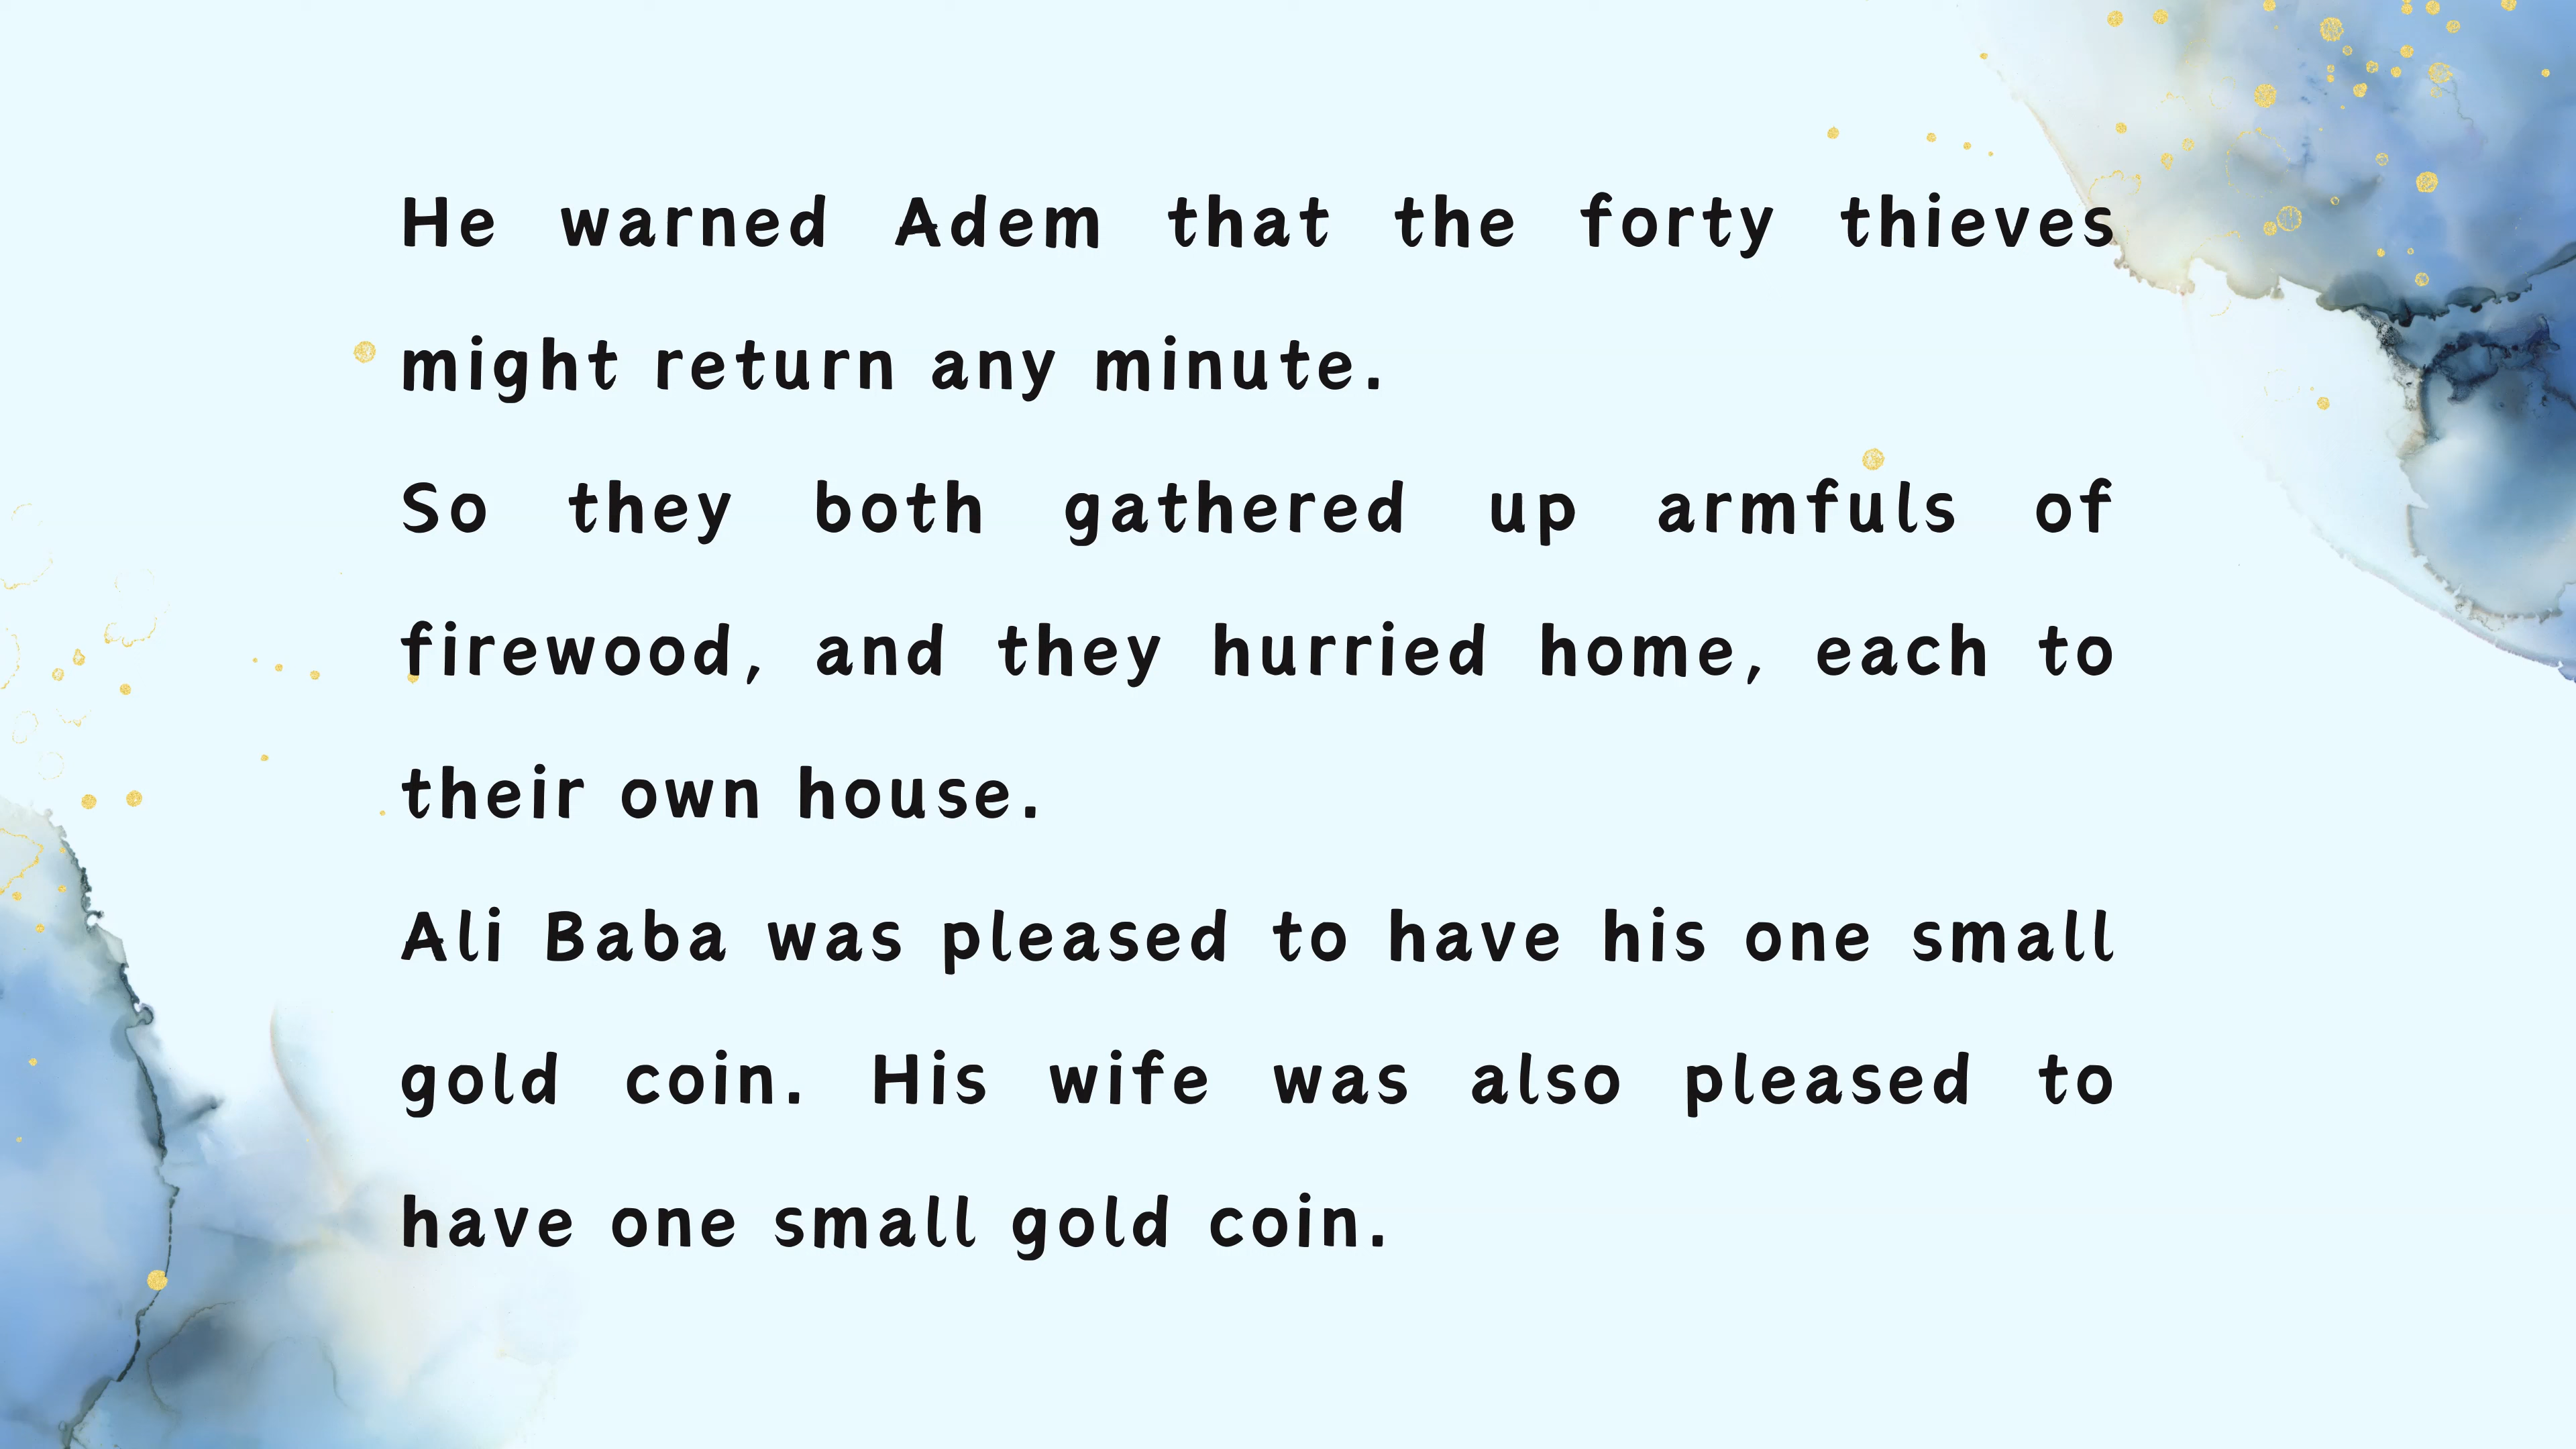 He warned Adem that the forty thieves
might return any minute.
So they both gathered up armfuls of
firewood, and they hurried home, each to
their own house.
Ali Baba was pleased to have his one small
gold coin. His wife was also pleased to
have one small gold coin.